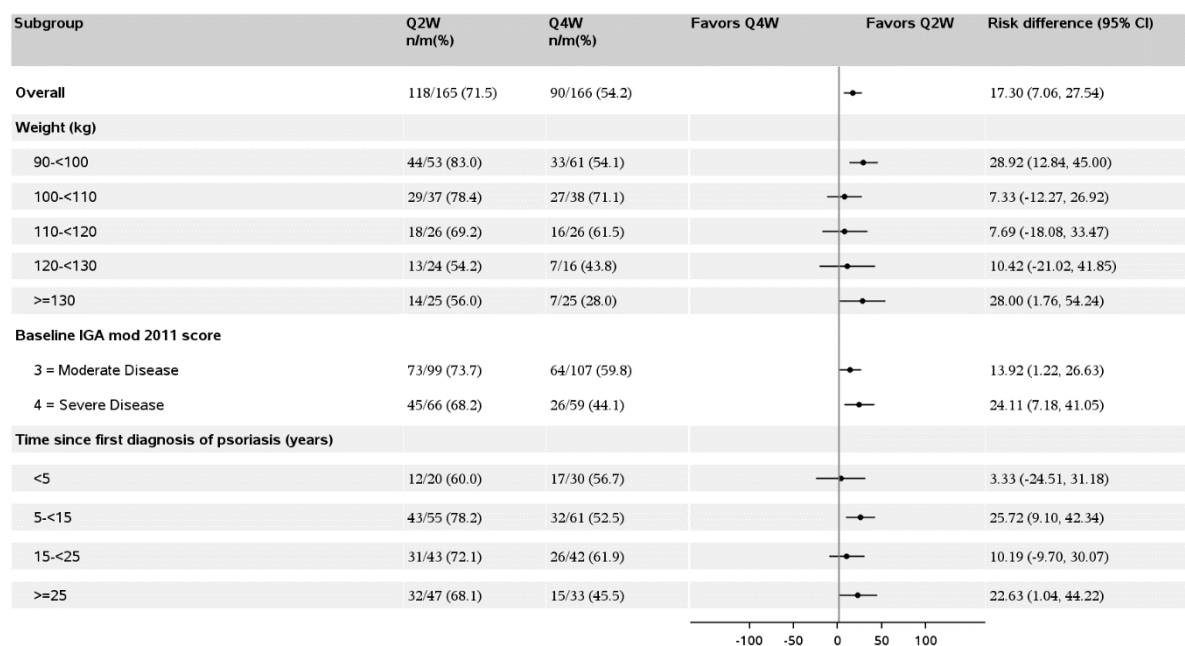 Subgroup Q2W n/m(%) Q4W n/m(%) Favors Q4W Favors Q2W Risk difference (95% CI)
Overall 118/165 (71.5) 90/166 (54.2) 17.30 (7.06, 27.54)
Weight (kg)
90-<100 44/53 (83.0) 33/61 (54.1) 28.92 (12.84, 45.00)
100-<110 29/37 (78.4) 27/38 (71.1) 7.33 (-12.27, 26.92)
110-<120 18/26 (69.2) 16/26 (61.5) 7.69 (-18.08, 33.47)
120-<130 13/24 (54.2) 7/16 (43.8) 10.42 (-21.02, 41.85)
>=130 14/25 (56.0) 7/25 (28.0) 28.00 (1.76, 54.24)
Baseline IGA mod 2011 score
3 = Moderate Disease 73/99 (73.7) 64/107 (59.8) 13.92 (1.22, 26.63)
4 = Severe Disease 45/66 (68.2) 26/59 (44.1) 24.11 (7.18, 41.05)
Time since first diagnosis of psoriasis (years)
<5 12/20 (60.0) 17/30 (56.7) 3.33 (-24.51, 31.18)
5-<15 43/55 (78.2) 32/61 (52.5) 25.72 (9.10, 42.34)
15-<25 31/43 (72.1) 26/42 (61.9) 10.19 (-9.70, 30.07)
>=25 32/47 (68.1) 15/33 (45.5) 22.63 (1.04, 44.22)
-100 -50 0 50 100